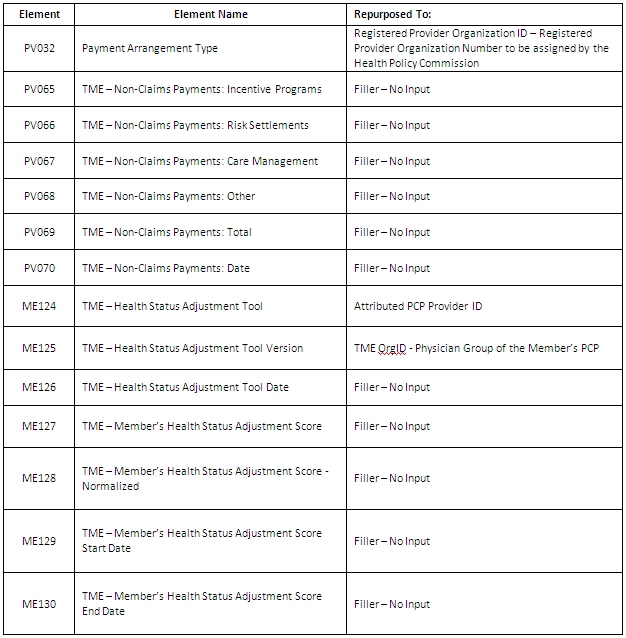 Element Element Name Repurposed To:
PV032 Payment Arrangement Type Registered Provider Organization ID – Registered
Provider Organization Number to be assigned by the
Health Policy Commission
PV065 TME – Non-Claims Payments: Incentive Programs Filler – No Input
PV066 TME – Non-Claims Payments: Risk Settlements Filler – No Input
PV067 TME – Non-Claims Payments: Care Management Filler – No Input
PV068 TME – Non-Claims Payments: Other Filler – No Input
PV069 TME – Non-Claims Payments: Total Filler – No Input
PV070 TME – Non-Claims Payments: Date Filler – No Input
ME124 TME – Health Status Adjustment Tool Attributed PCP Provider ID
ME125 TME – Health Status Adjustment Tool Version TME OrgID - Physician Group of the Member's PCP
ME126 TME – Health Status Adjustment Tool Date Filler – No Input
ME127 TME – Member's Health Status Adjustment Score Filler – No Input
ME128 TME – Member's Health Status Adjustment Score -
Normalized Filler – No Input
ME129 TME – Member's Health Status Adjustment Score
Start Date Filler – No Input
ME130 TME – Member's Health Status Adjustment Score
End Date Filler – No Input